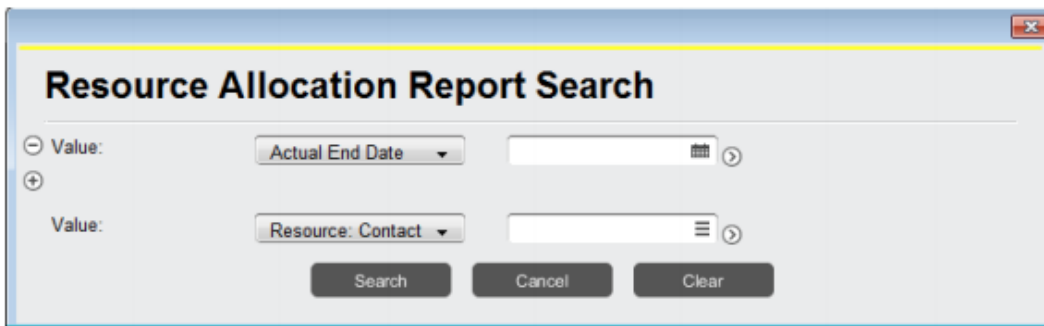 Resource Allocation Report Search
Value: Actual End Date
Value: Resource: Contact
Search Cancel Clear